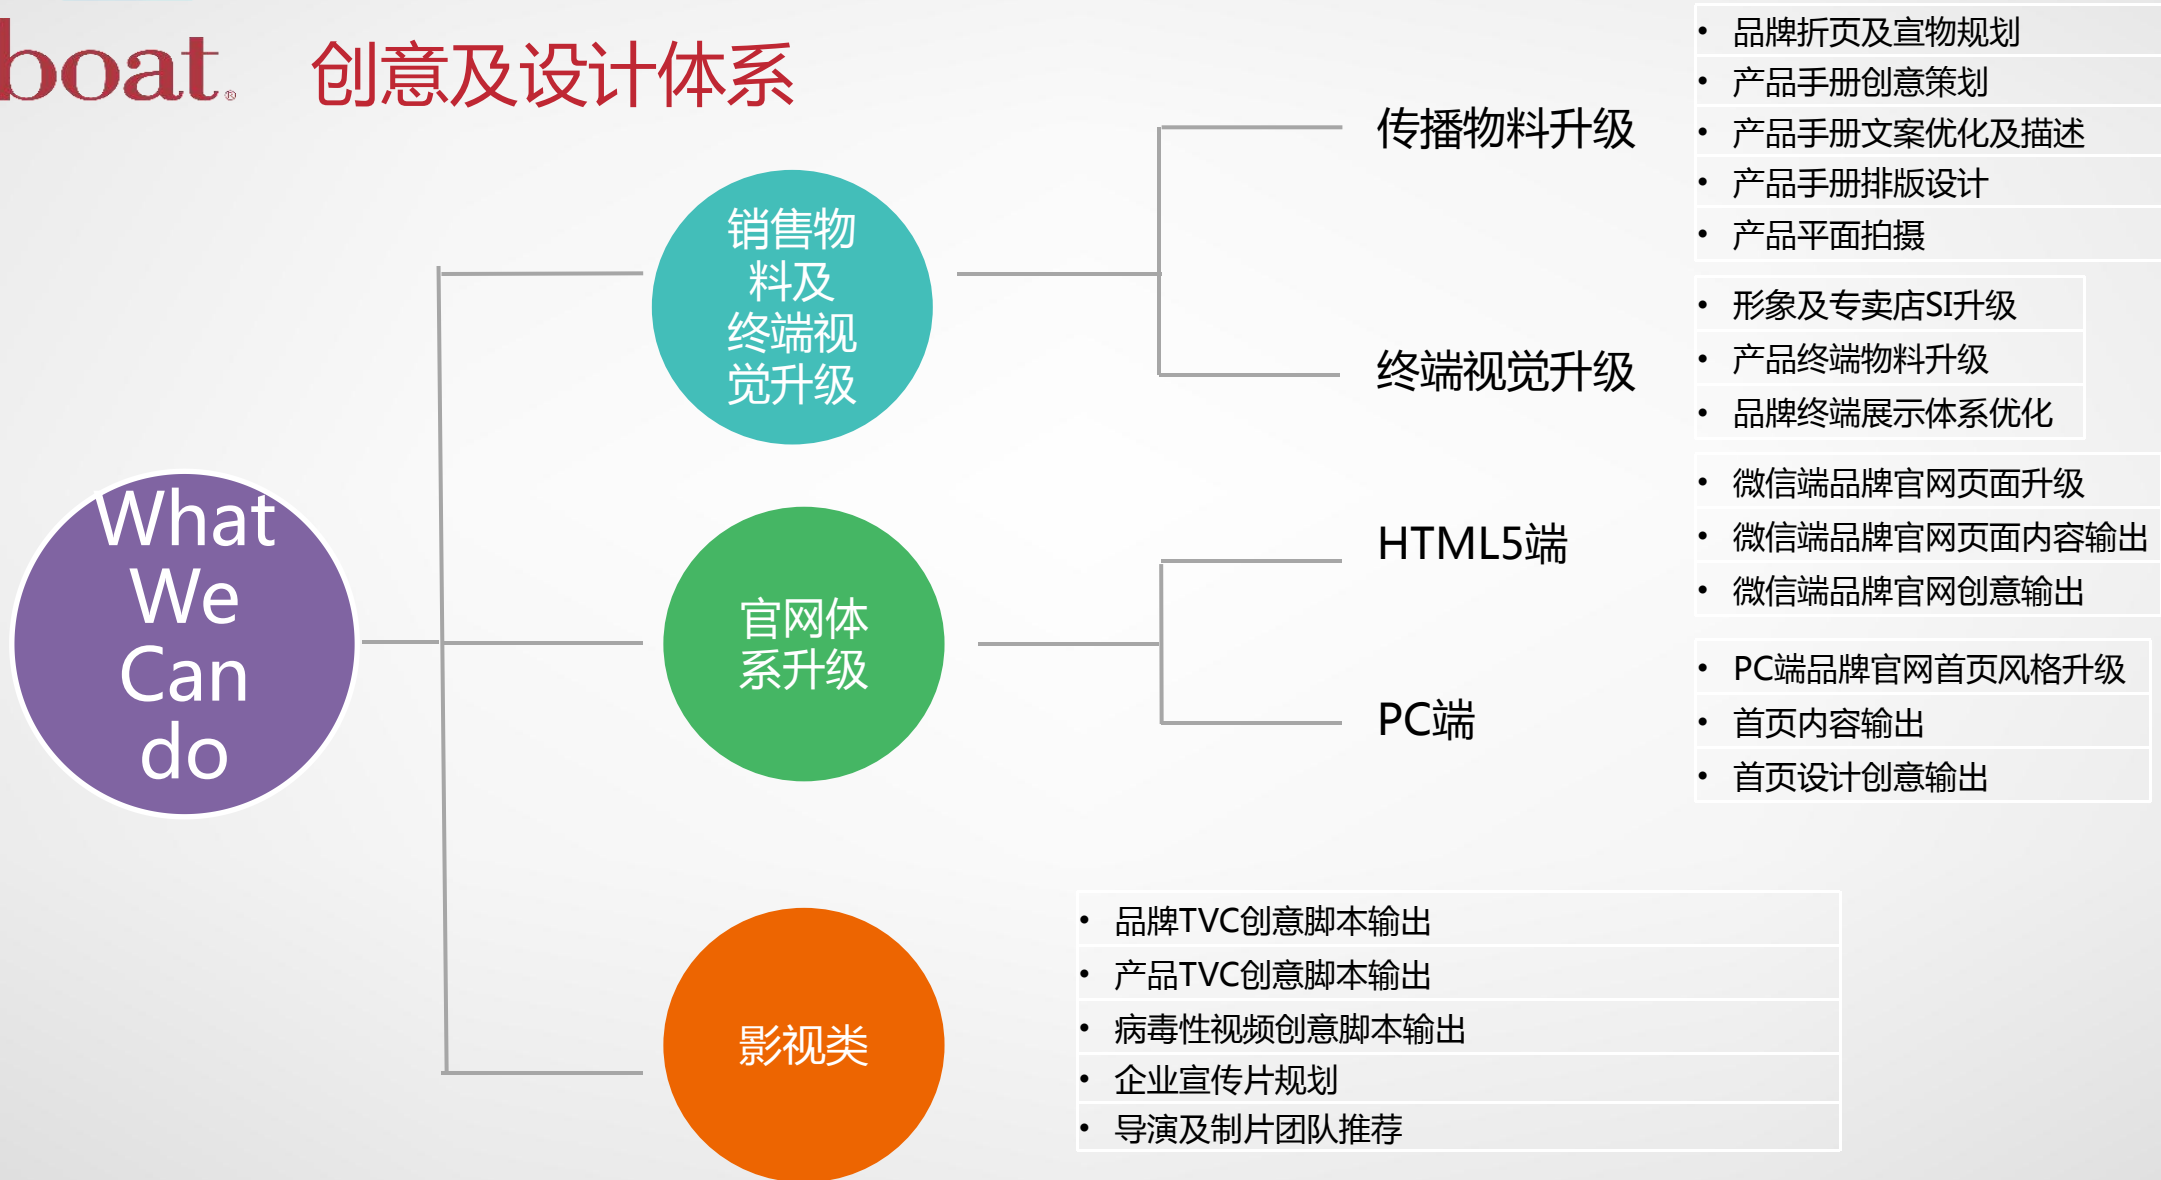 boat®
创意及设计体系
What
We
Can
do
销售物
料及
终端视
觉升级
传播物料升级
• 品牌折页及宣物规划
• 产品手册创意策划
• 产品手册文案优化及描述
• 产品手册排版设计
• 产品平面拍摄
终端视觉升级
• 形象及专卖店SI升级
• 产品终端物料升级
• 品牌终端展示体系优化
官网体
系升级
HTML5端
• 微信端品牌官网页面升级
• 微信端品牌官网页面内容输出
• 微信端品牌官网创意输出
PC端
• PC端品牌官网首页风格升级
• 首页内容输出
• 首页设计创意输出
影视类
• 品牌TVC创意脚本输出
• 产品TVC创意脚本输出
• 病毒性视频创意脚本输出
• 企业宣传片规划
• 导演及制片团队推荐